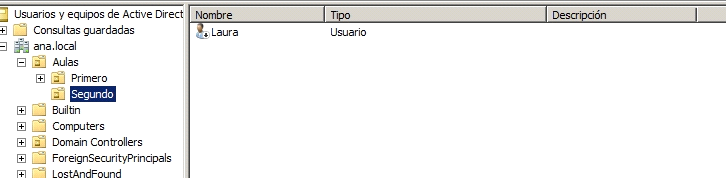 Usuarios y equipos de Active Direct
Consultas guardadas
ana.local
Aulas
Primero
Segundo
Builtin
Computers
Domain Controllers
ForeignSecurityPrincipals
LostAndFound
Nombre Tipo Descripción
Laura Usuario